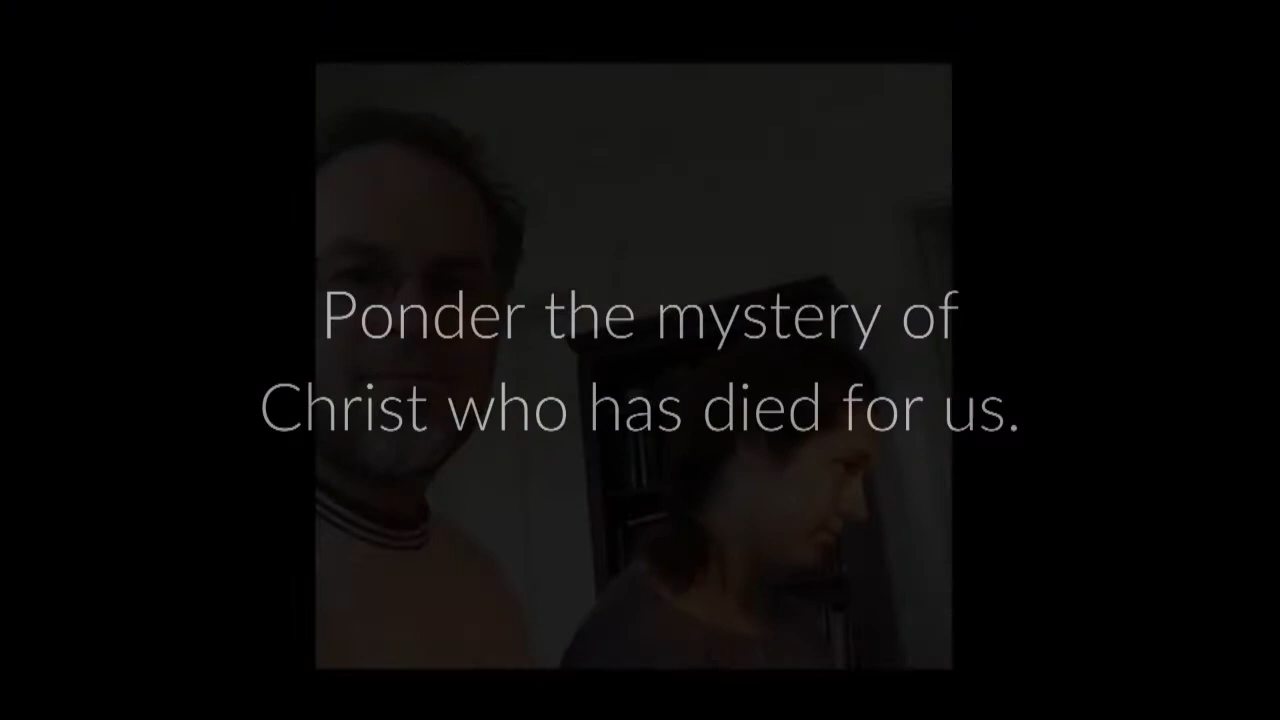 Ponder the mystery of
Christ who has died for us.